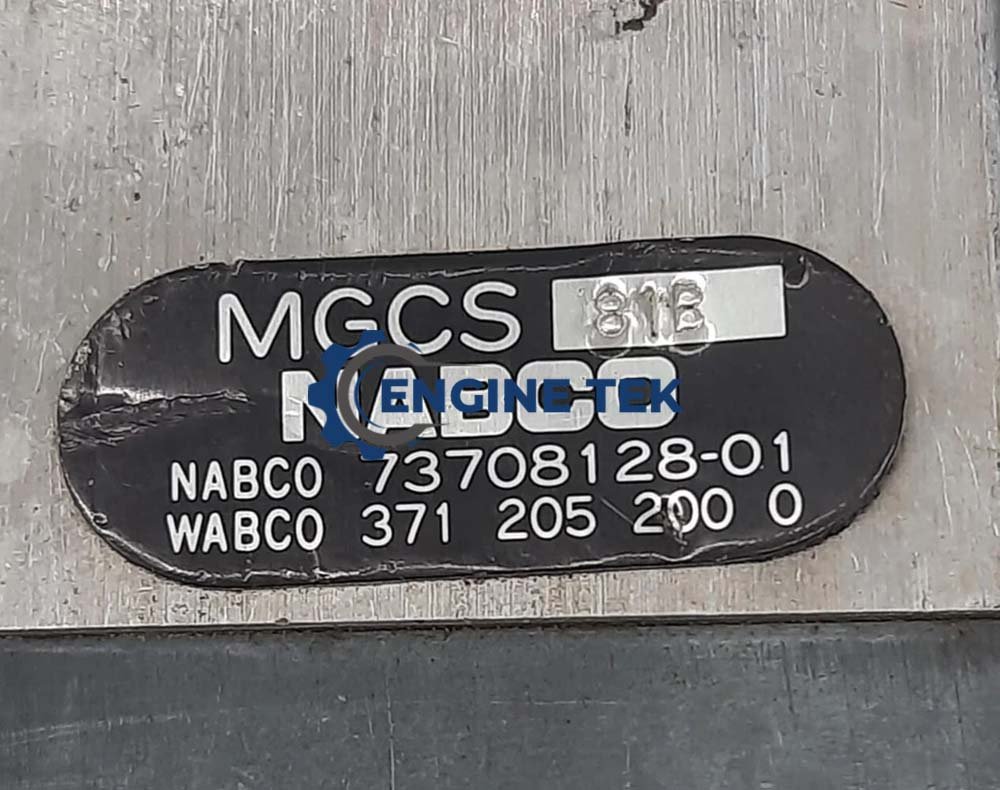 MGCS 81B
NABCO
ENGINE TEK
NABCO 73708128-01
WABCO 371 205 200 0